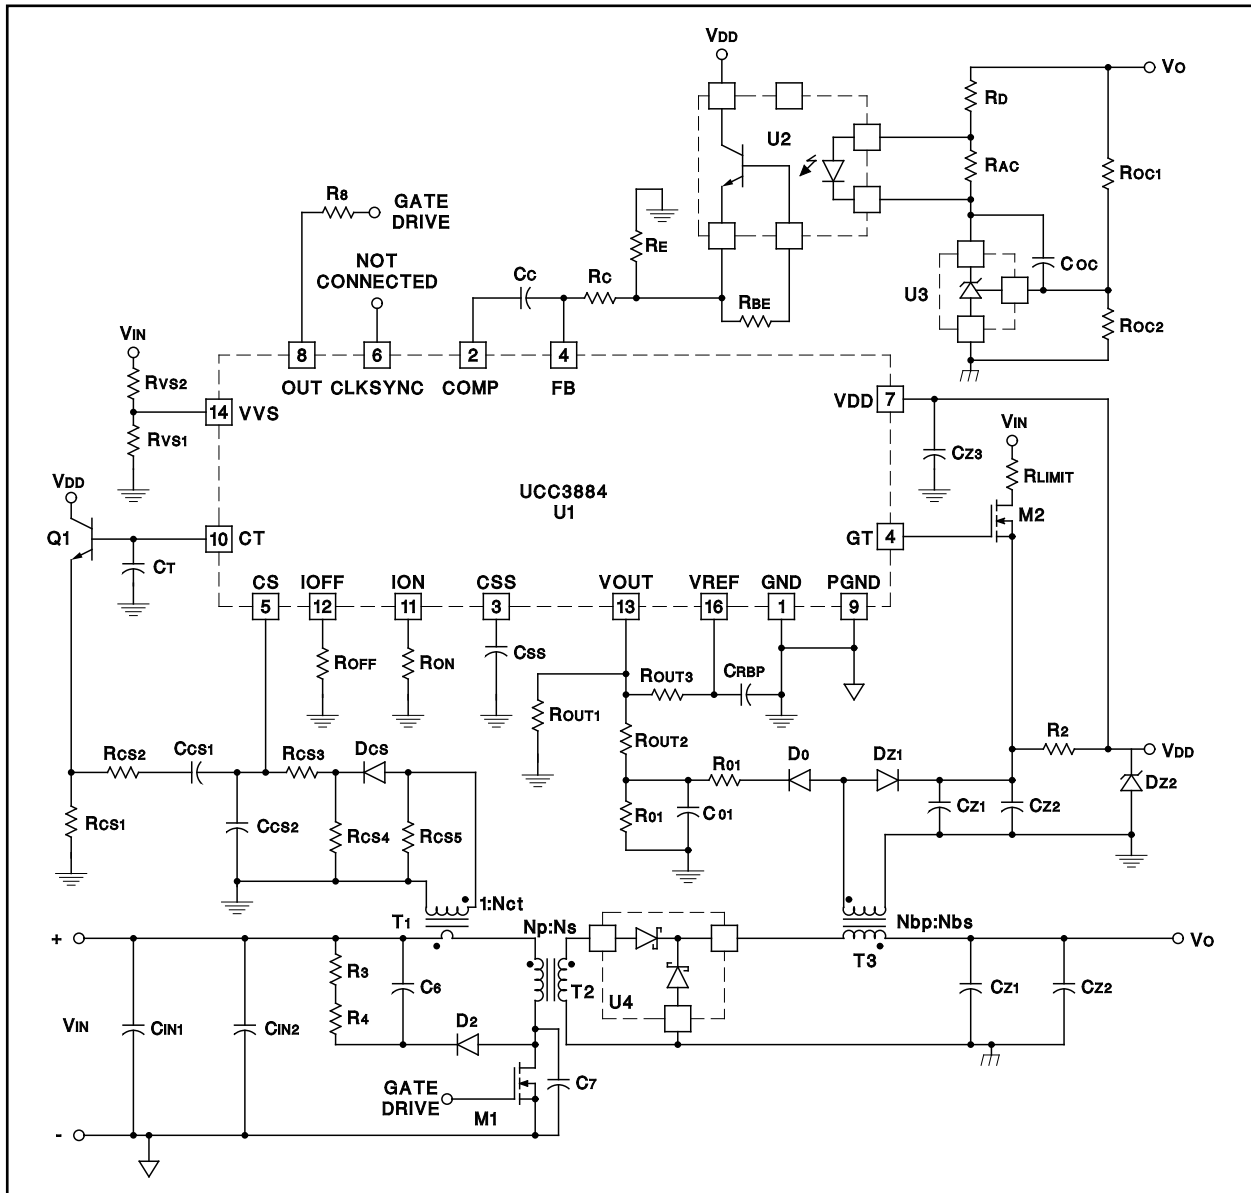 VDD
VO
RD
U2
RAC
ROC1
R8
GATE
DRIVE
NOT
CONNECTED
RE
CC
RC
RBE
COC
U3
ROC2
VIN
RVS2
8
6
2
4
OUT
CLKSYNC
COMP
FB
VDD
7
14
VVS
RVS1
VIN
CZ3
RLIMIT
VDD
UCC3884
U1
M2
Q1
10
CT
GT
4
CT
CS
IOFF
ION
CSS
VOUT
VREF
GND
PGND
5
12
11
3
13
16
1
9
ROFF
RON
CSS
ROUT3
CRBP
ROUT1
ROUT2
R2
VDD
RCS2
CCS1
RCS3
DCS
R01
D0
DZ1
DZ2
RCS1
CCS2
RCS4
RCS5
R01
C01
CZ1
CZ2
1:Nct
T1
Np:Ns
Nbp:Nbs
+
VO
T3
R3
C6
T2
U4
CZ1
CZ2
VIN
CIN1
CIN2
R4
D2
GATE
DRIVE
C7
M1
-